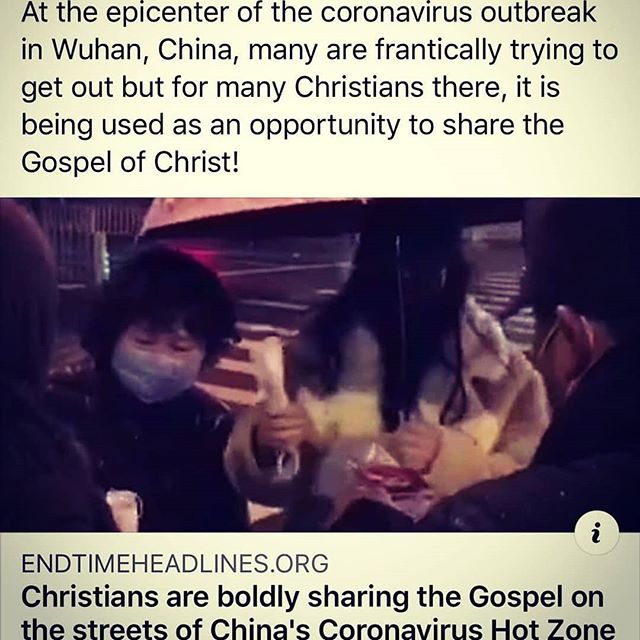 At the epicenter of the coronavirus outbreak
in Wuhan, China, many are frantically trying to
get out but for many Christians there, it is
being used as an opportunity to share the
Gospel of Christ!
i
ENDTIMEHEADLINES.ORG
Christians are boldly sharing the Gospel on
the streets of China's Coronavirus Hot Zone